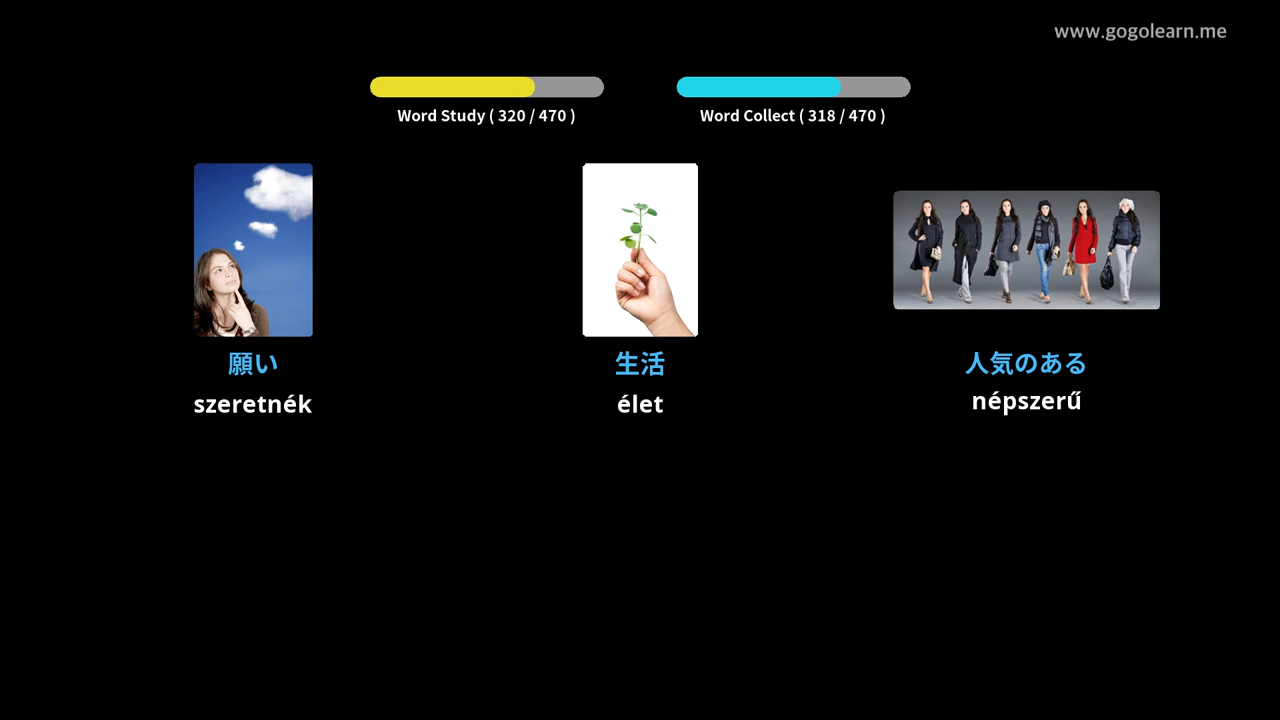 www.gogolearn.me
Word Study ( 320 / 470 )
Word Collect ( 318 / 470 )
願い
生活
人気のある
szeretnék
élet
népszerű